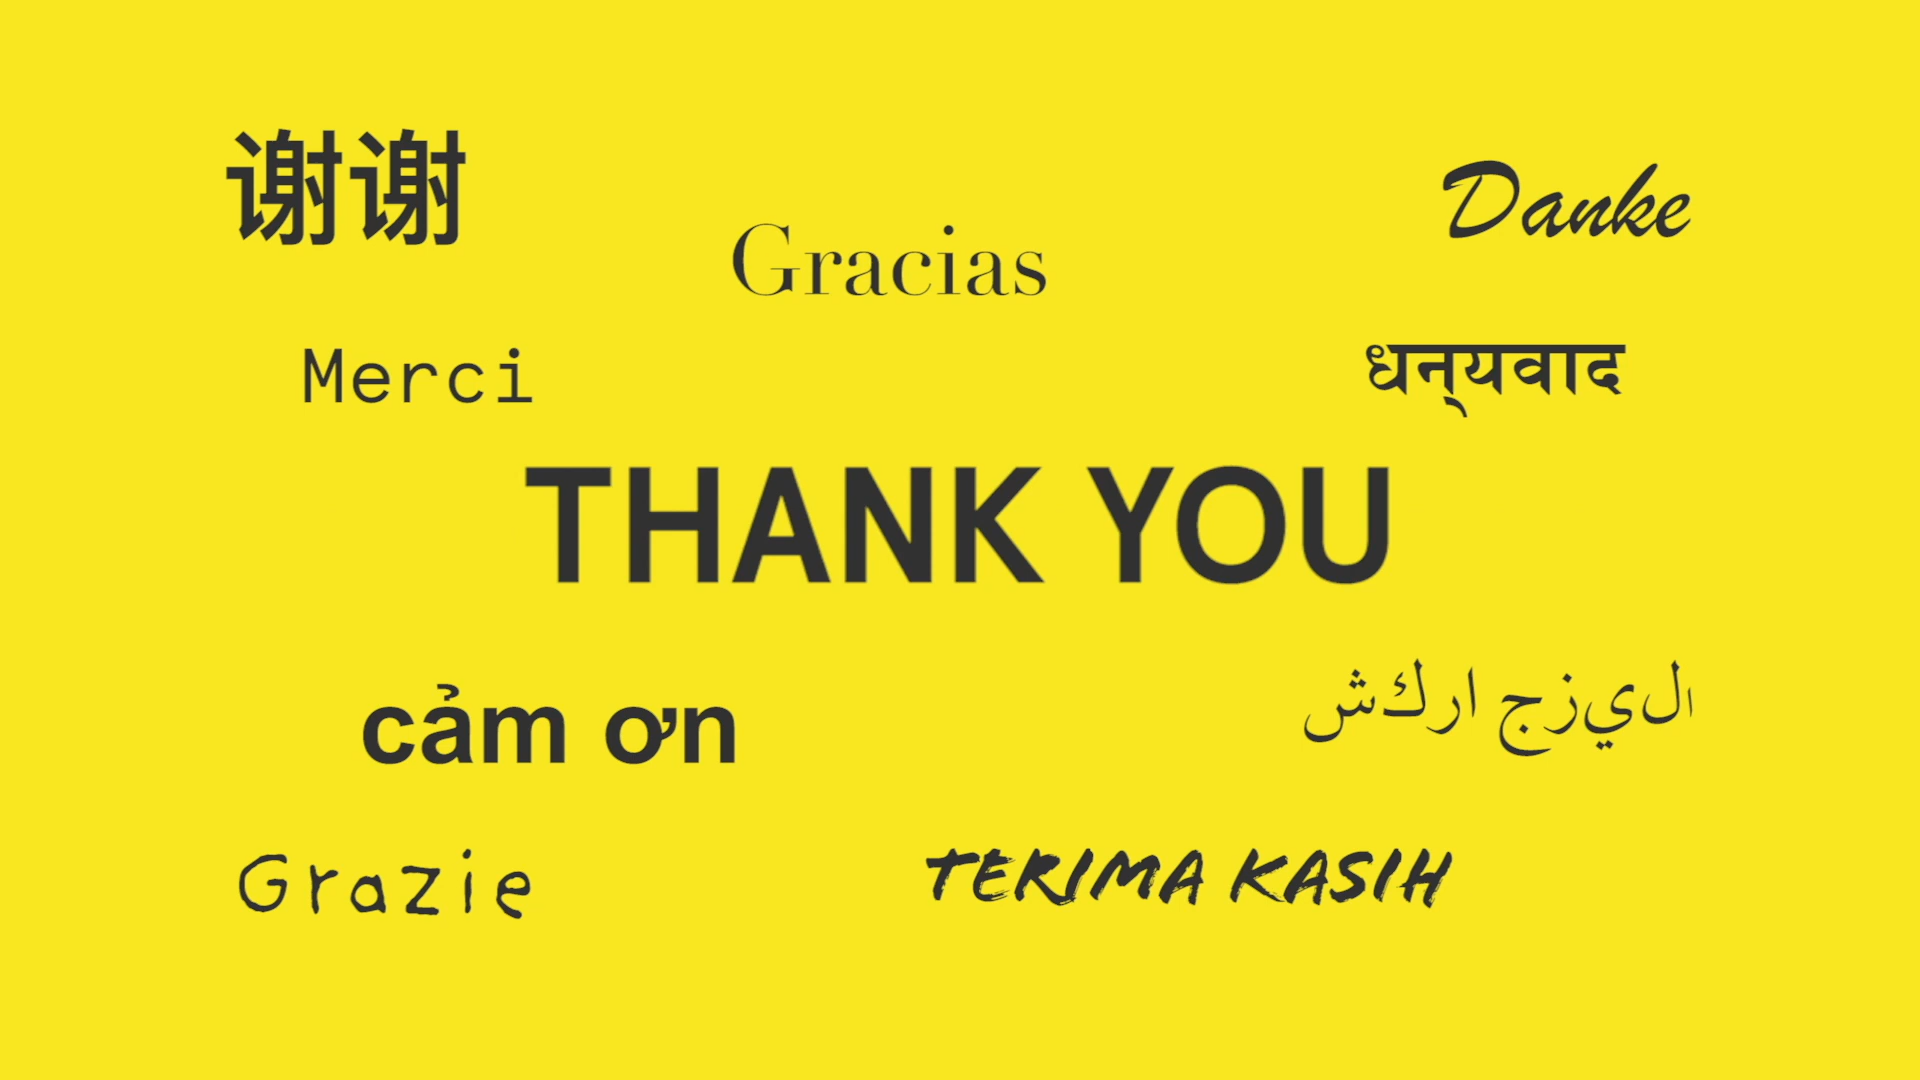 谢谢
Danke
Gracias
Merci
धन्‌यवाद
THANK YOU
شكرا جزيلا
cảm ơn
Grazie
TERIMA KASIH